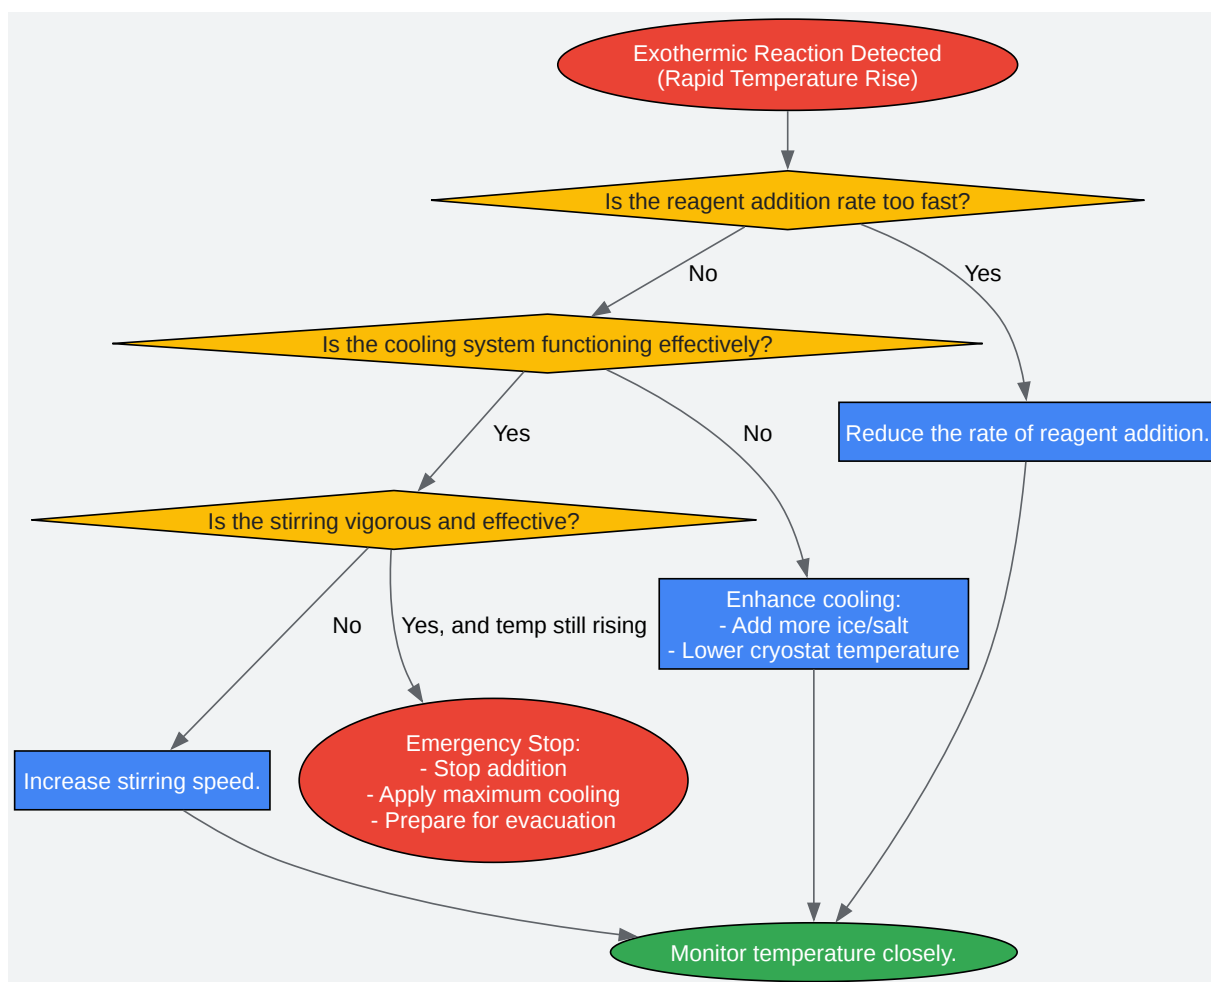 Exothermic Reaction Detected
(Rapid Temperature Rise)
Is the reagent addition rate too fast?
No
Yes
Is the cooling system functioning effectively?
Yes
No
Reduce the rate of reagent addition.
Is the stirring vigorous and effective?
No
Yes, and temp still rising
Enhance cooling:
- Add more ice/salt
- Lower cryostat temperature
Increase stirring speed.
Emergency Stop:
- Stop addition
- Apply maximum cooling
- Prepare for evacuation
Monitor temperature closely.